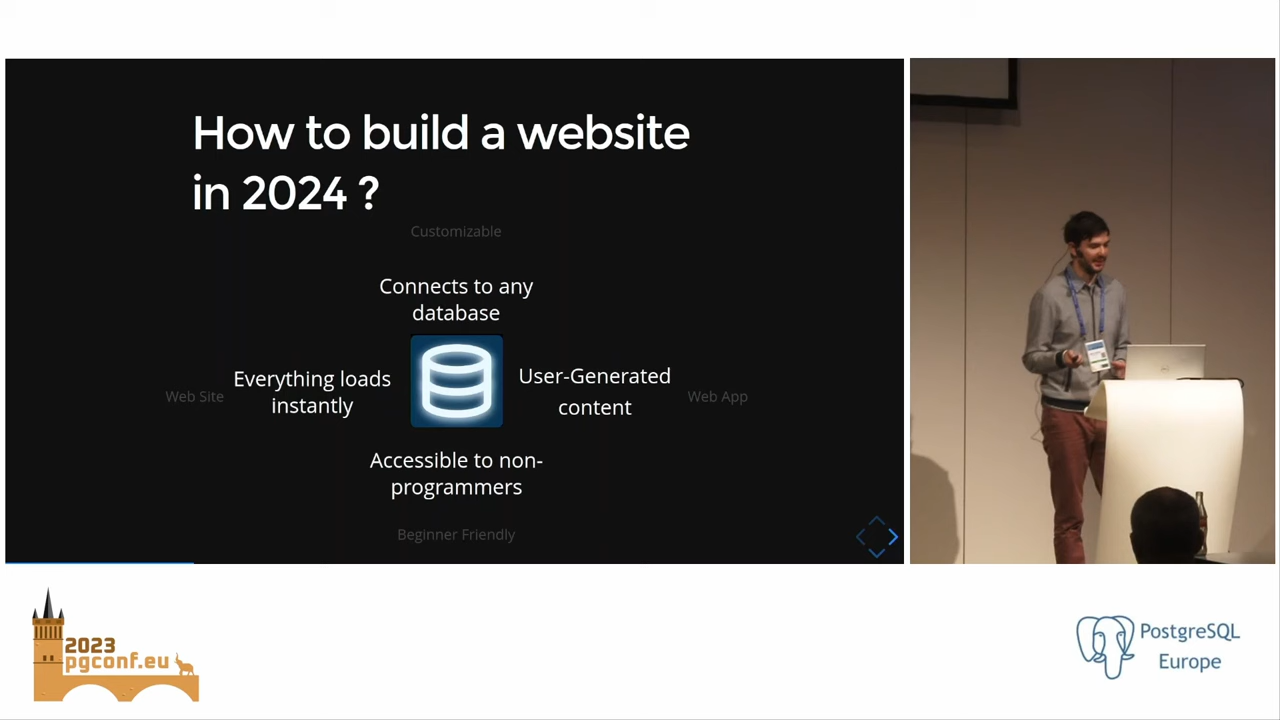 How to build a website
in 2024 ?
Customizable
Connects to any
database
Everything loads
instantly
User-Generated
content
Web Site
Web App
Accessible to non-
programmers
Beginner Friendly
2023
pgconf.eu
PostgreSQL
Europe